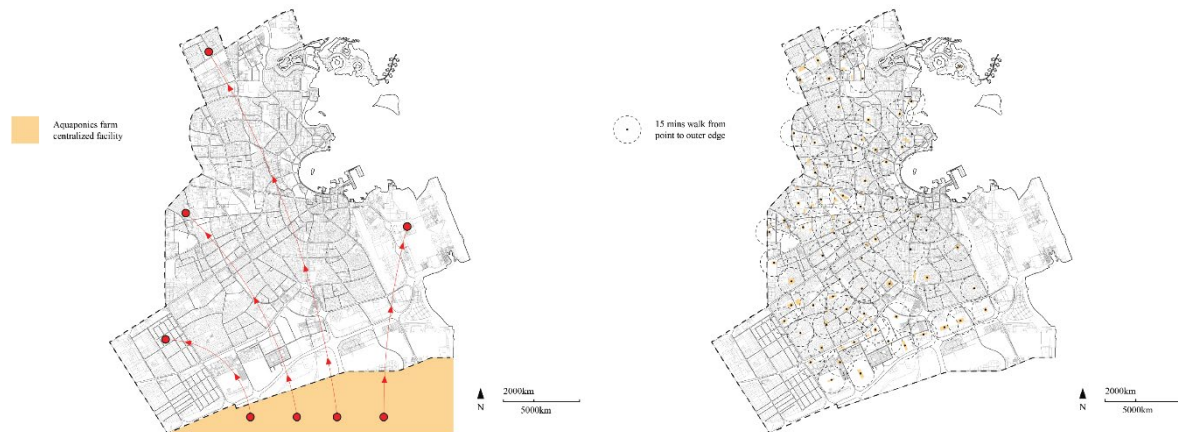 Aquaponics farm
centralized facility
N
2000km
5000km
15 mins walk from
point to outer edge
N
2000km
5000km